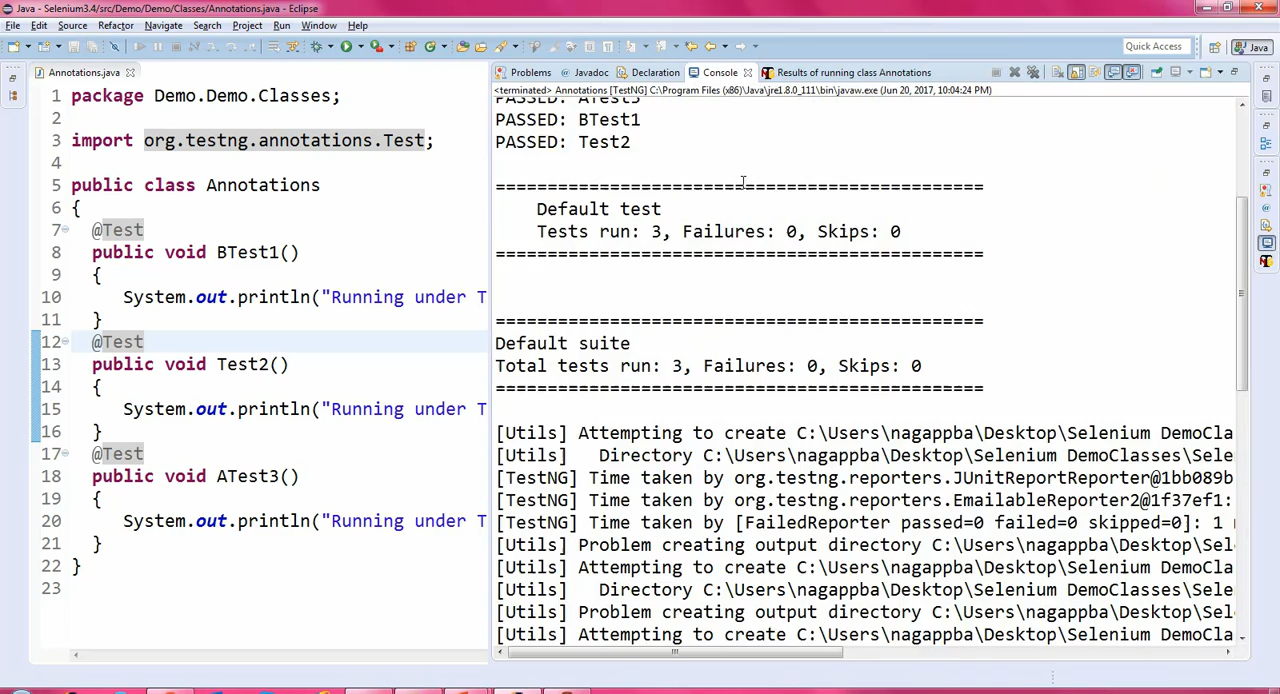 Java - Selenium3.4/src/Demo/Demo/Classes/Annotations.java - Eclipse
File Edit Source Refactor Navigate Search Project Run Window Help
Quick Access
Java
Annotations.java
1 package Demo.Demo.Classes;
2
3 import org.testng.annotations.Test;
4
5 public class Annotations
6 {
7 @Test
8 public void BTest1()
9 {
10 System.out.println("Running under T
11 }
12 @Test
13 public void Test2()
14 {
15 System.out.println("Running under T
16 }
17 @Test
18 public void ATest3()
19 {
20 System.out.println("Running under T
21 }
22 }
23
Problems Javadoc Declaration Console Results of running class Annotations
<terminated> Annotations [TestNG] C:\Program Files (x86)\Java\jre1.8.0_111\bin\javaw.exe (Jun 20, 2017, 10:04:24 PM)
PASSED: ATest3
PASSED: BTest1
PASSED: Test2
===============================================
Default test
Tests run: 3, Failures: 0, Skips: 0
===============================================
===============================================
Default suite
Total tests run: 3, Failures: 0, Skips: 0
===============================================
[Utils] Attempting to create C:\Users\nagappba\Desktop\Selenium DemoCla
[Utils] Directory C:\Users\nagappba\Desktop\Selenium DemoClasses
[TestNG] Time taken by org.testng.reporters.JUnitReportReporter@1bb089b
[TestNG] Time taken by org.testng.reporters.EmailableReporter2@1f37ef1:
[TestNG] Time taken by [FailedReporter passed=0 failed=0 skipped=0]: 1
[Utils] Problem creating output directory C:\Users\nagappba\Desktop\Sel
[Utils] Attempting to create C:\Users\nagappba\Desktop\Selenium DemoCla
[Utils] Directory C:\Users\nagappba\Desktop\Selenium DemoClasses
[Utils] Problem creating output directory C:\Users\nagappba\Desktop\Sel
[Utils] Attempting to create C:\Users\nagappba\Desktop\Selenium DemoCla